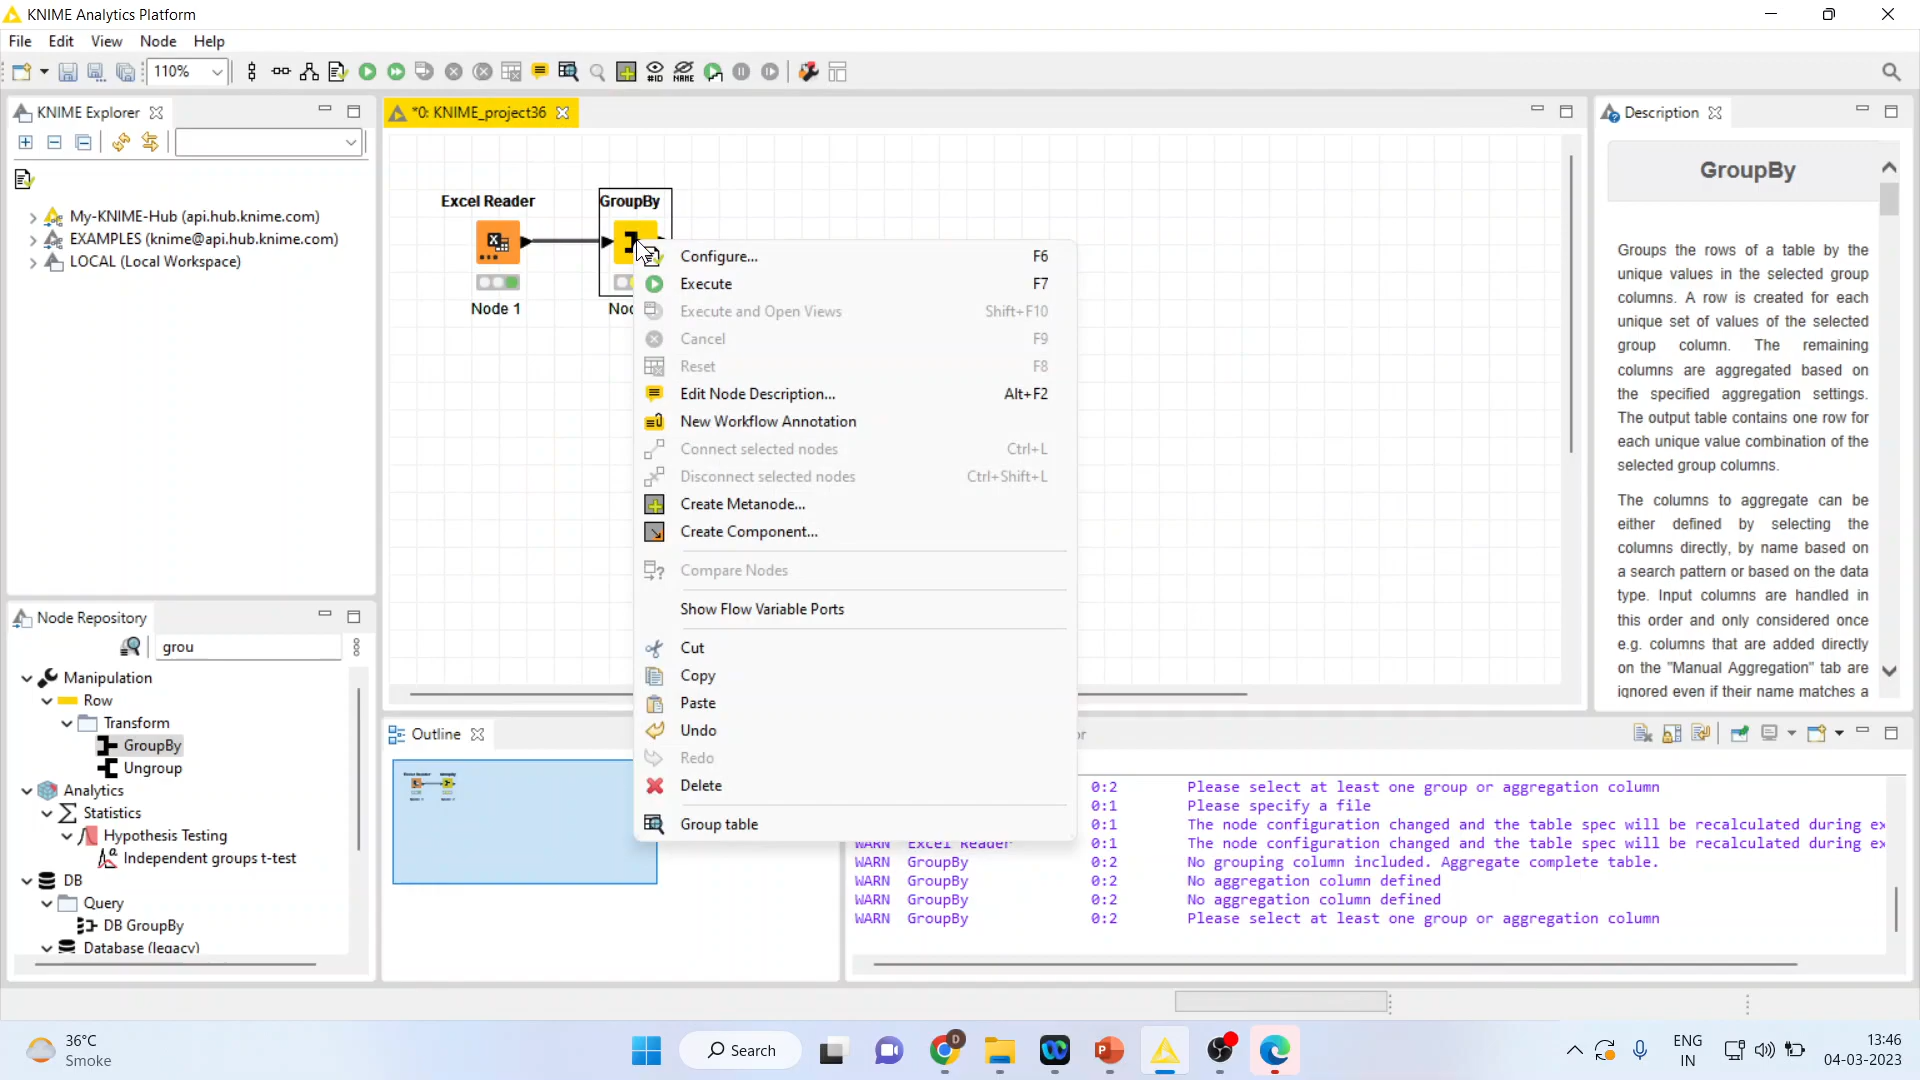 KNIME Analytics Platform
File Edit View Node Help
110%
KNIME Explorer
My-KNIME-Hub (api.hub.knime.com)
EXAMPLES (knime@api.hub.knime.com)
LOCAL (Local Workspace)
Node Repository
grou
Manipulation
Row
Transform
GroupBy
Ungroup
Analytics
Statistics
Hypothesis Testing
Independent groups t-test
DB
Query
DB GroupBy
Database (legacy)
*0: KNIME_project36
Excel Reader
Node 1
GroupBy
Configure... F6
Execute F7
Execute and Open Views Shift+F10
Cancel F9
Reset F8
Edit Node Description... Alt+F2
New Workflow Annotation
Connect selected nodes Ctrl+L
Disconnect selected nodes Ctrl+Shift+L
Create Metanode...
Create Component...
Compare Nodes
Show Flow Variable Ports
Cut
Copy
Paste
Undo
Redo
Delete
Group table
Outline
0:2 Please select at least one group or aggregation column
0:1 Please specify a file
0:1 The node configuration changed and the table spec will be recalculated during ex
WARN Excel Reader 0:1 The node configuration changed and the table spec will be recalculated during ex
WARN GroupBy 0:2 No grouping column included. Aggregate complete table.
WARN GroupBy 0:2 No aggregation column defined
WARN GroupBy 0:2 No aggregation column defined
WARN GroupBy 0:2 Please select at least one group or aggregation column
Description
GroupBy
Groups the rows of a table by the
unique values in the selected group
columns. A row is created for each
unique set of values of the selected
group column. The remaining
columns are aggregated based on
the specified aggregation settings.
The output table contains one row for
each unique value combination of the
selected group columns.
The columns to aggregate can be
either defined by selecting the
columns directly, by name based on
a search pattern or based on the data
type. Input columns are handled in
this order and only considered once
e.g. columns that are added directly
on the "Manual Aggregation" tab are
ignored even if their name matches a
36°C
Smoke
Search
ENG
IN
13:46
04-03-2023